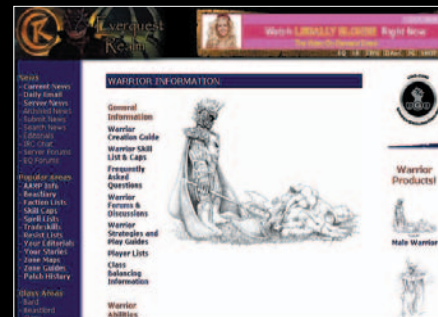 Everquest
Realm
Watch LEGALLY BLONDE Right Now
News
- Current News
- Daily Email
- Server News
- Archived News
- Submit News
- Search News
- Editorials
- IRC Chat
- Server Forums
- EQ Forums
Popular Areas
- AAHP Info
- Beastiary
- Faction Lists
- Skill Caps
- Spell Lists
- Tradeskills
- Resist Lists
- Your Editorials
- Your Stories
- Zone Maps
- Zone Guides
- Patch History
Class Areas
- Bard
- Beastlord
WARRIOR INFORMATION:
General
Information
Warrior
Creation Guide
Warrior Skill
List & Caps
Frequently
Asked
Questions
Warrior
Forums &
Discussions
Warrior
Strategies and
Play Guides
Player Lists
Class
Balancing
Information
Warrior
Abilities
Warrior
Products!
Male Warrior